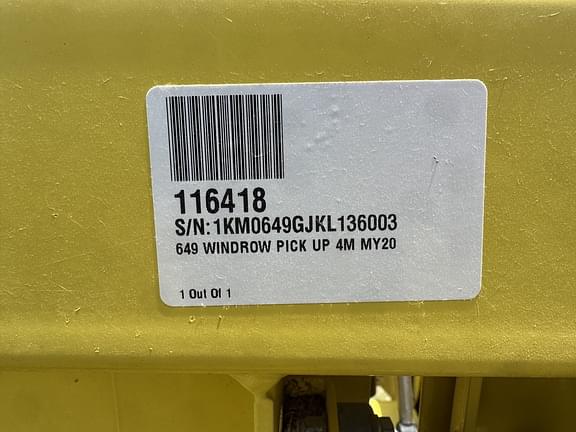 116418
S/N:1KM0649GJKL136003
649 WINDROW PICK UP 4M MY20
1 Out Of 1